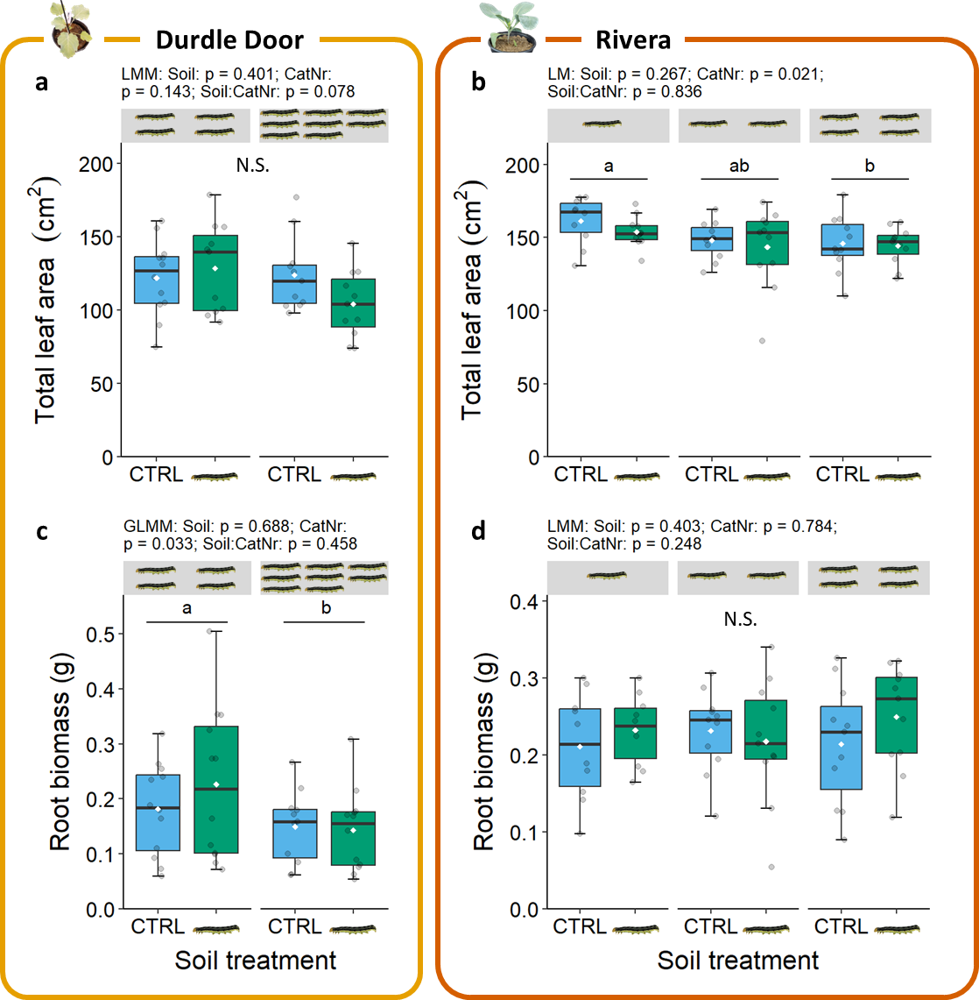 Durdle Door
Rivera
a
LMM: Soil: p = 0.401; CatNr:
p = 0.143; Soil:CatNr: p = 0.078
N.S.
Total leaf area (cm²)
200
150
100
50
0
CTRL
CTRL
b
LM: Soil: p = 0.267; CatNr: p = 0.021;
Soil:CatNr: p = 0.836
a
ab
b
Total leaf area (cm²)
200
150
100
50
0
CTRL
CTRL
CTRL
c
GLMM: Soil: p = 0.688; CatNr:
p = 0.033; Soil:CatNr: p = 0.458
a
b
Root biomass (g)
0.5
0.4
0.3
0.2
0.1
0.0
CTRL
CTRL
Soil treatment
d
LMM: Soil: p = 0.403; CatNr: p = 0.784;
Soil:CatNr: p = 0.248
N.S.
Root biomass (g)
0.4
0.3
0.2
0.1
0.0
CTRL
CTRL
CTRL
Soil treatment